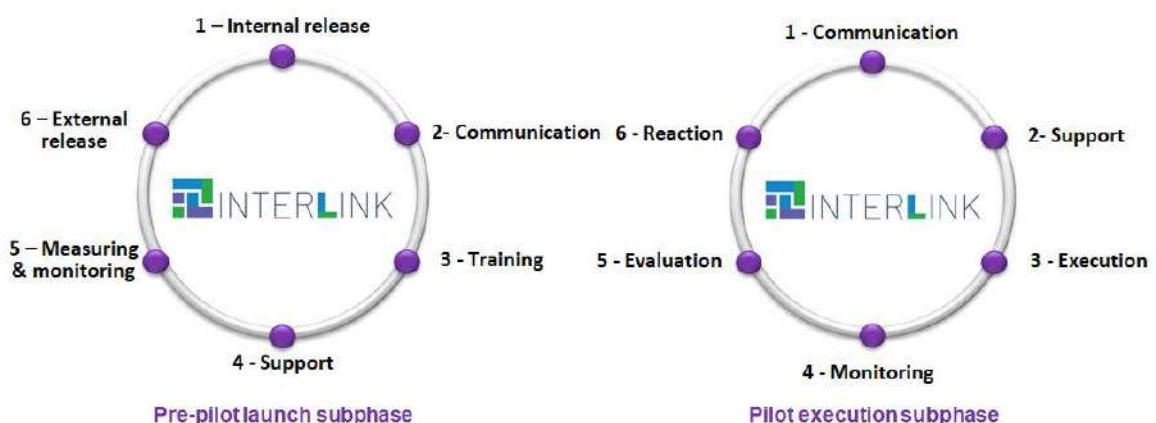 1 – Internal release
6 – External
release
2- Communication
INTERLINK
5 – Measuring
& monitoring
3 - Training
4 - Support
Pre-pilot launch subphase
1 - Communication
6 - Reaction
2- Support
INTERLINK
5 - Evaluation
3 - Execution
4 - Monitoring
Pilot execution subphase